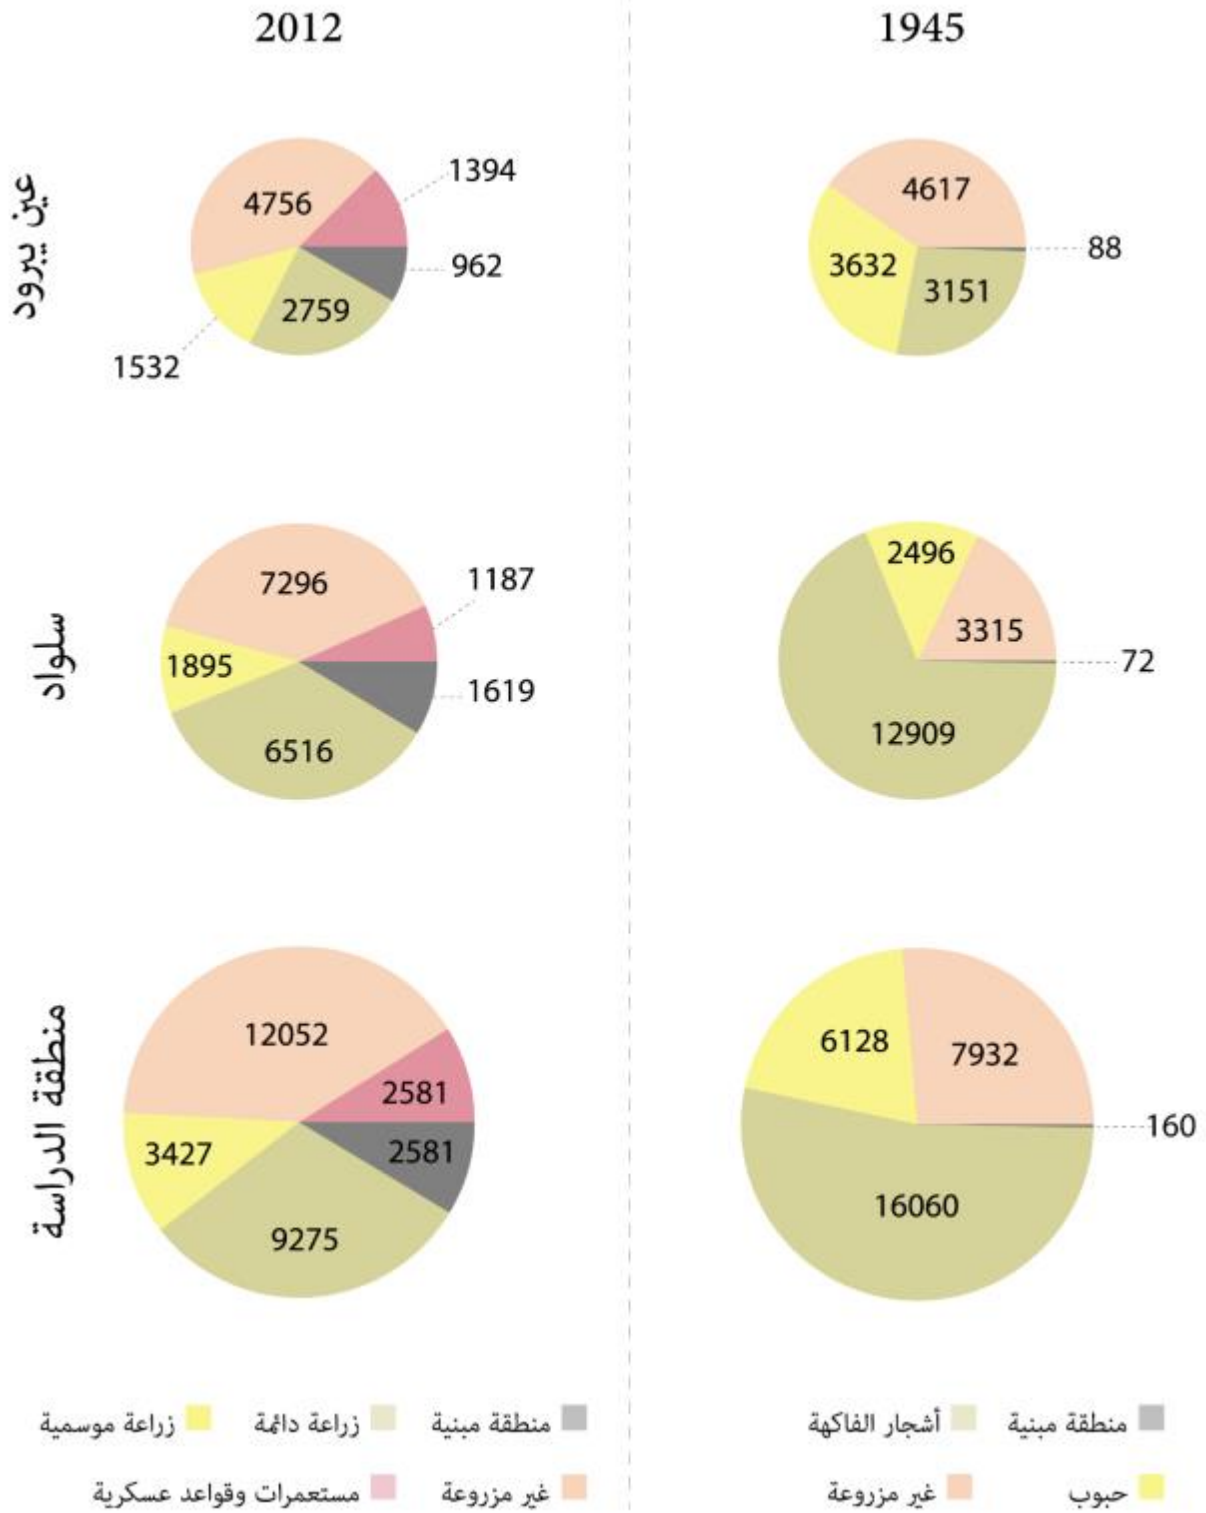 1945
2012
عين يبرود
4617
88
3632
3151
1394
4756
962
2759
1532
سلواد
2496
3315
72
12909
1187
7296
1895
1619
6516
منطقة الدراسة
6128
7932
160
16060
12052
2581
2581
3427
9275
منطقة مبنية
أشجار الفاكهة
حبوب
غير مزروعة
منطقة مبنية
زراعة دائمة
زراعة موسمية
غير مزروعة
مستعمرات وقواعد عسكرية